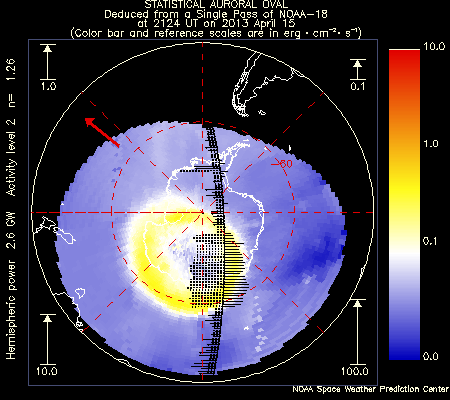 STATISTICAL AURORAL OVAL
Deduced from a Single Pass of NOAA-18
at 2124 UT on 2013 April 15
(Color bar and reference scales are in erg · cm⁻² · s⁻¹)
Hemispheric power 2.6 GW Activity level 2 n= 1.26
1.0
0.1
10.0
100.0
-60
10.0
1.0
0.1
0.0
NOAA Space Weather Prediction Center